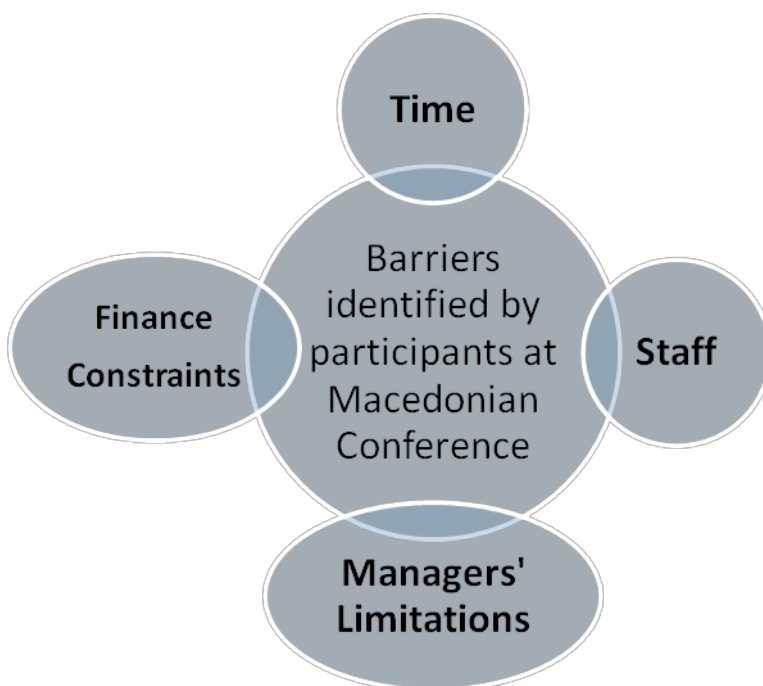 Time
Barriers
identified by
participants at
Macedonian
Conference
Finance
Constraints
Staff
Managers'
Limitations